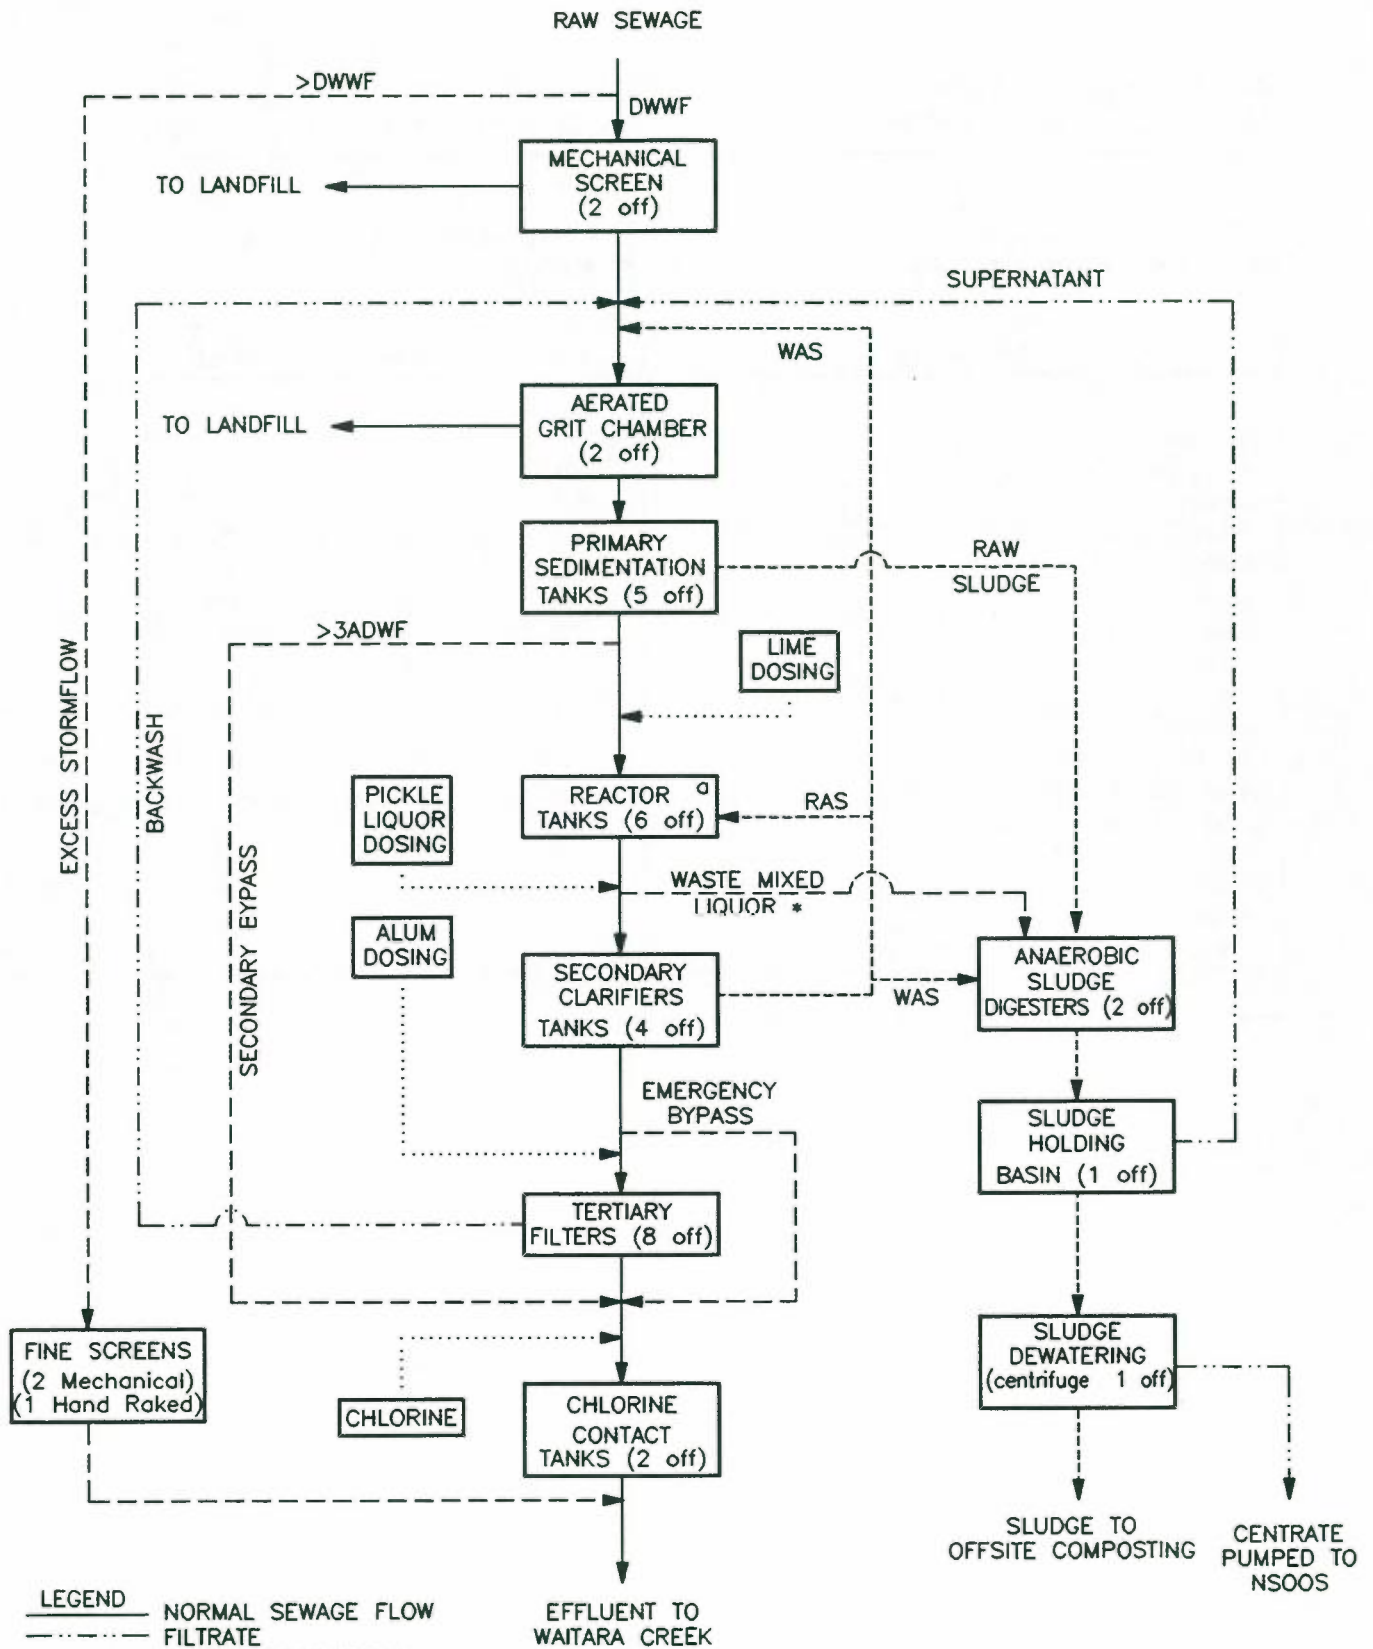 RAW SEWAGE
>DWWF
DWWF
MECHANICAL
SCREEN
(2 off)
TO LANDFILL
SUPERNATANT
WAS
AERATED
GRIT CHAMBER
(2 off)
TO LANDFILL
PRIMARY
SEDIMENTATION
TANKS (5 off)
RAW
SLUDGE
>3ADWF
LIME
DOSING
EXCESS STORMFLOW
BACKWASH
SECONDARY BYPASS
PICKLE
LIQUOR
DOSING
REACTOR a
TANKS (6 off)
RAS
WASTE MIXED
LIQUOR *
ALUM
DOSING
SECONDARY
CLARIFIERS
TANKS (4 off)
WAS
ANAEROBIC
SLUDGE
DIGESTERS (2 off)
EMERGENCY
BYPASS
SLUDGE
HOLDING
BASIN (1 off)
TERTIARY
FILTERS (8 off)
FINE SCREENS
(2 Mechanical)
(1 Hand Raked)
CHLORINE
CHLORINE
CONTACT
TANKS (2 off)
SLUDGE
DEWATERING
(centrifuge 1 off)
SLUDGE TO
OFFSITE COMPOSTING
CENTRATE
PUMPED TO
NSOOS
LEGEND
NORMAL SEWAGE FLOW
FILTRATE
EFFLUENT TO
WAITARA CREEK